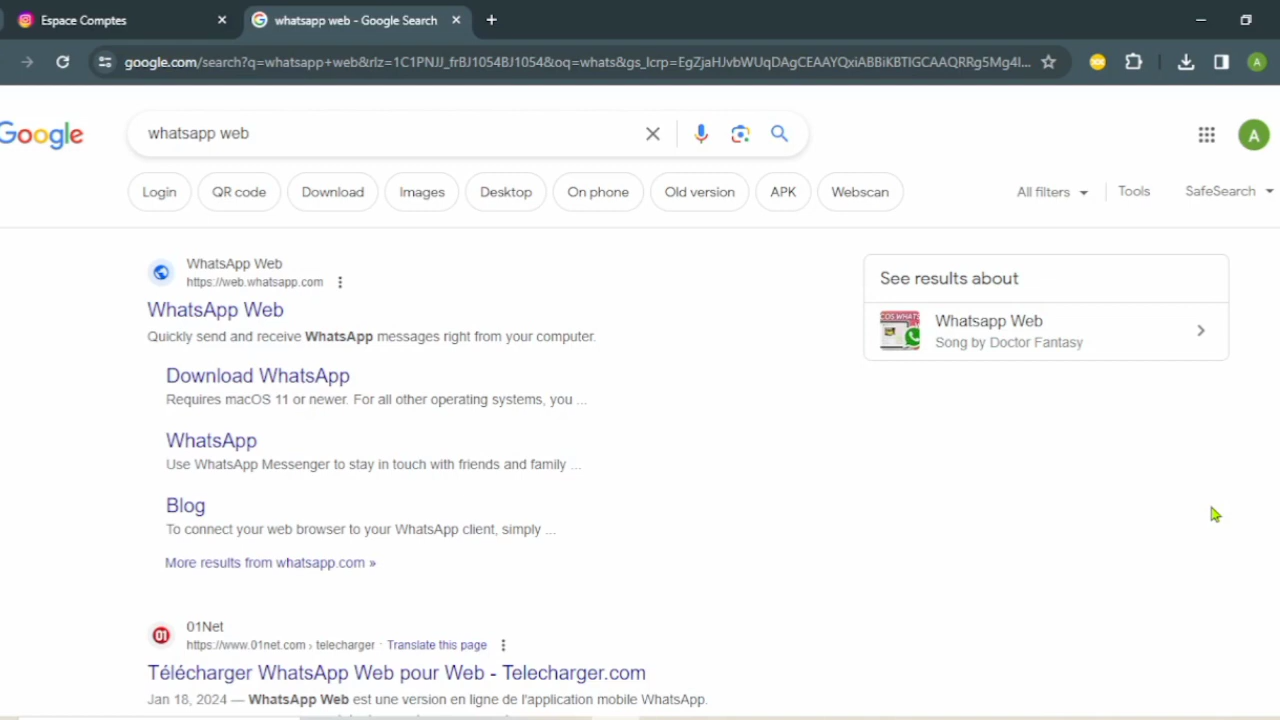 Espace Comptes
whatsapp web - Google Search
google.com/search?q=whatsapp+web&rlz=1C1PNJJ_frBJ1054BJ1054&oq=whats&gs_lcrp=EgZjaHJvbWUqDAgCEAAYQxiABBiKBTIGCAAQRRg5Mg4I...
A
Google
whatsapp web
A
Login
QR code
Download
Images
Desktop
On phone
Old version
APK
Webscan
All filters
Tools
SafeSearch
WhatsApp Web
https://web.whatsapp.com
WhatsApp Web
Quickly send and receive WhatsApp messages right from your computer.
Download WhatsApp
Requires macOS 11 or newer. For all other operating systems, you ...
WhatsApp
Use WhatsApp Messenger to stay in touch with friends and family ...
Blog
To connect your web browser to your WhatsApp client, simply ...
More results from whatsapp.com »
See results about
COS WHATS
Whatsapp Web
Song by Doctor Fantasy
01
01Net
https://www.01net.com › telecharger · Translate this page
Télécharger WhatsApp Web pour Web - Telecharger.com
Jan 18, 2024 — WhatsApp Web est une version en ligne de l'application mobile WhatsApp.